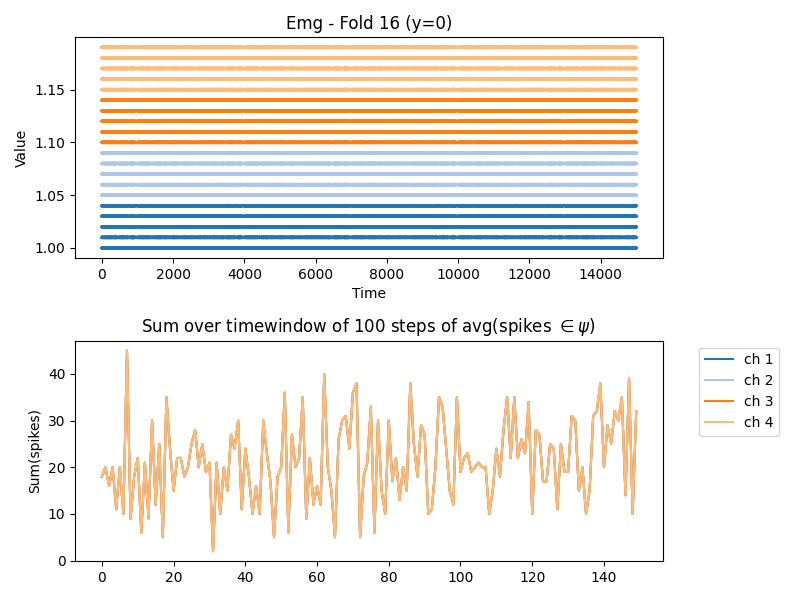 Emg - Fold 16 (y=0)
Value
1.15
1.10
1.05
1.00
0 2000 4000 6000 8000 10000 12000 14000
Time
Sum over timewindow of 100 steps of avg(spikes ∈ψ)
Sum(spikes)
40
30
20
10
0
0 20 40 60 80 100 120 140
ch 1
ch 2
ch 3
ch 4